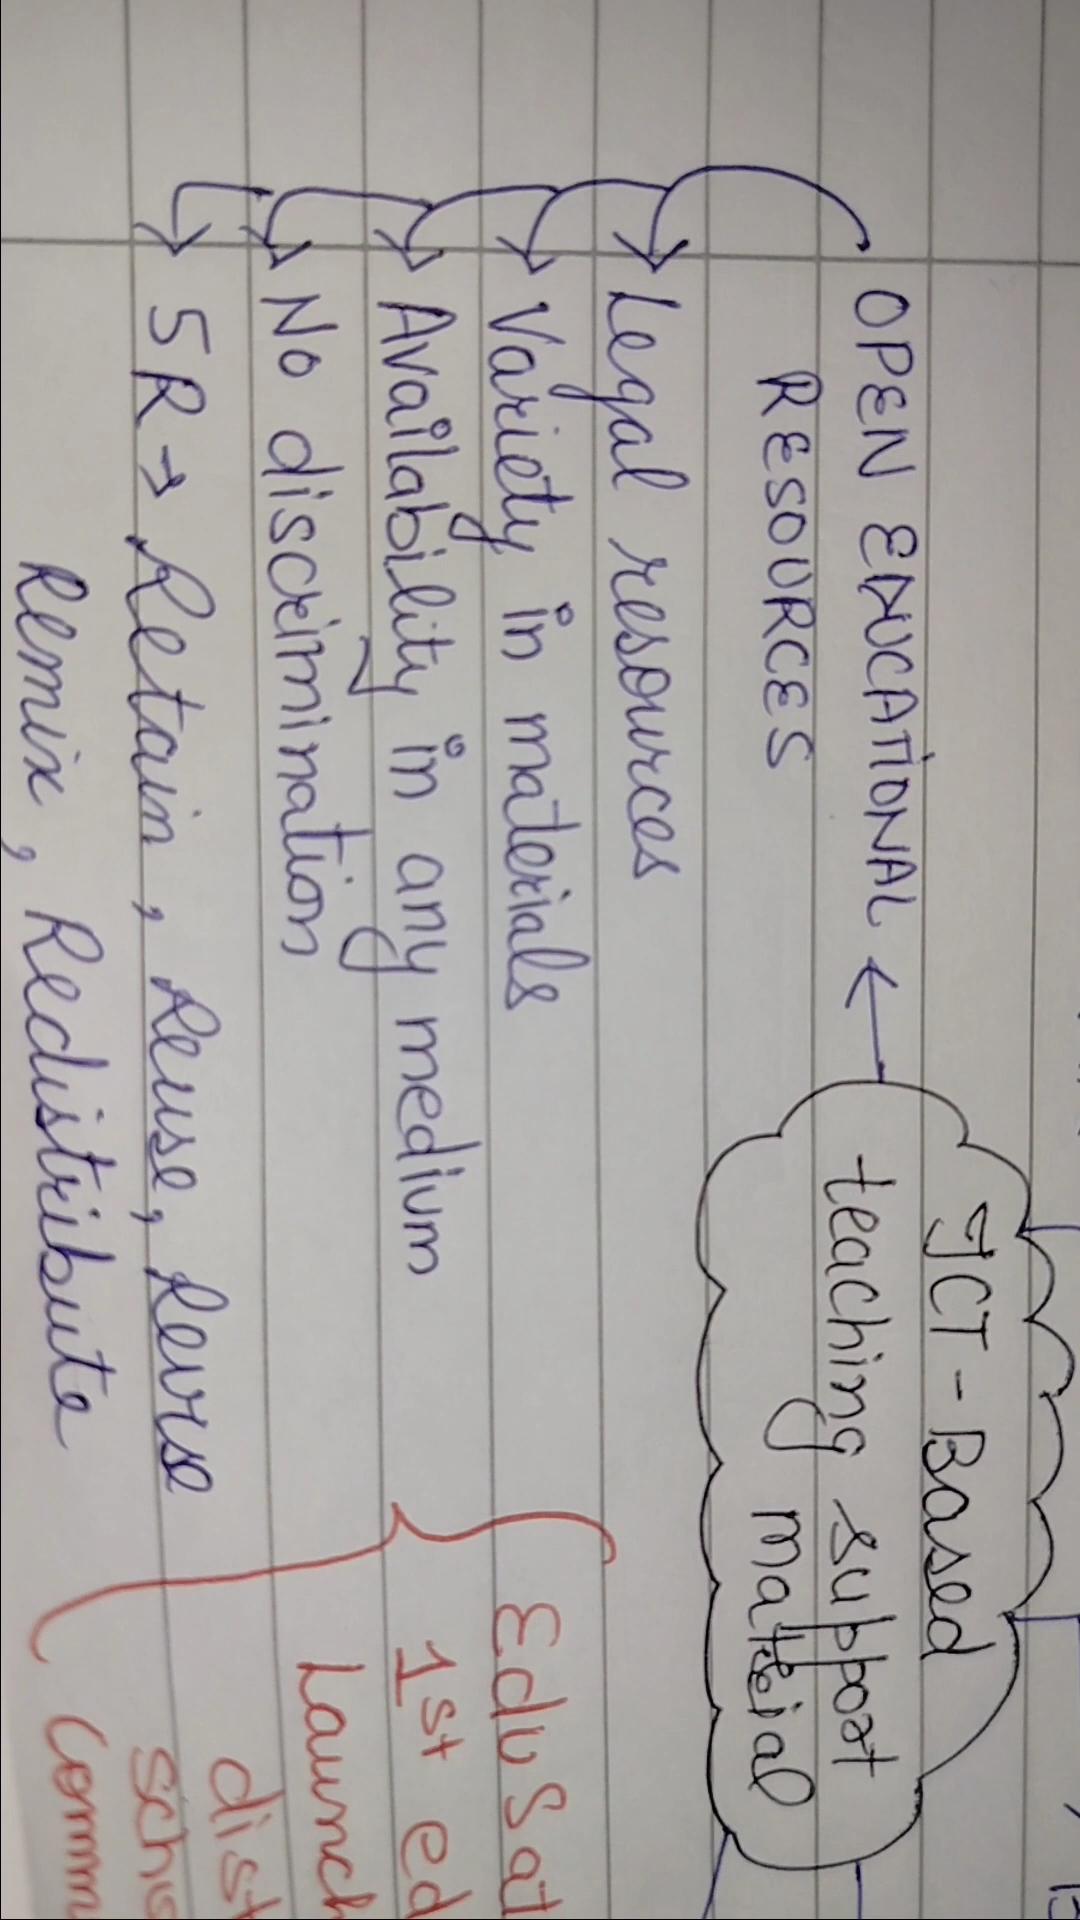 ICT-Based
teaching support
material
OPEN EDUCATIONAL
RESOURCES
Legal resources
Variety in materials
Availability in any medium
No discrimination
5R → Retain, Reuse, Revise
Remix, Redistribute
EduSat
1st ed
Launch
dist
Comm